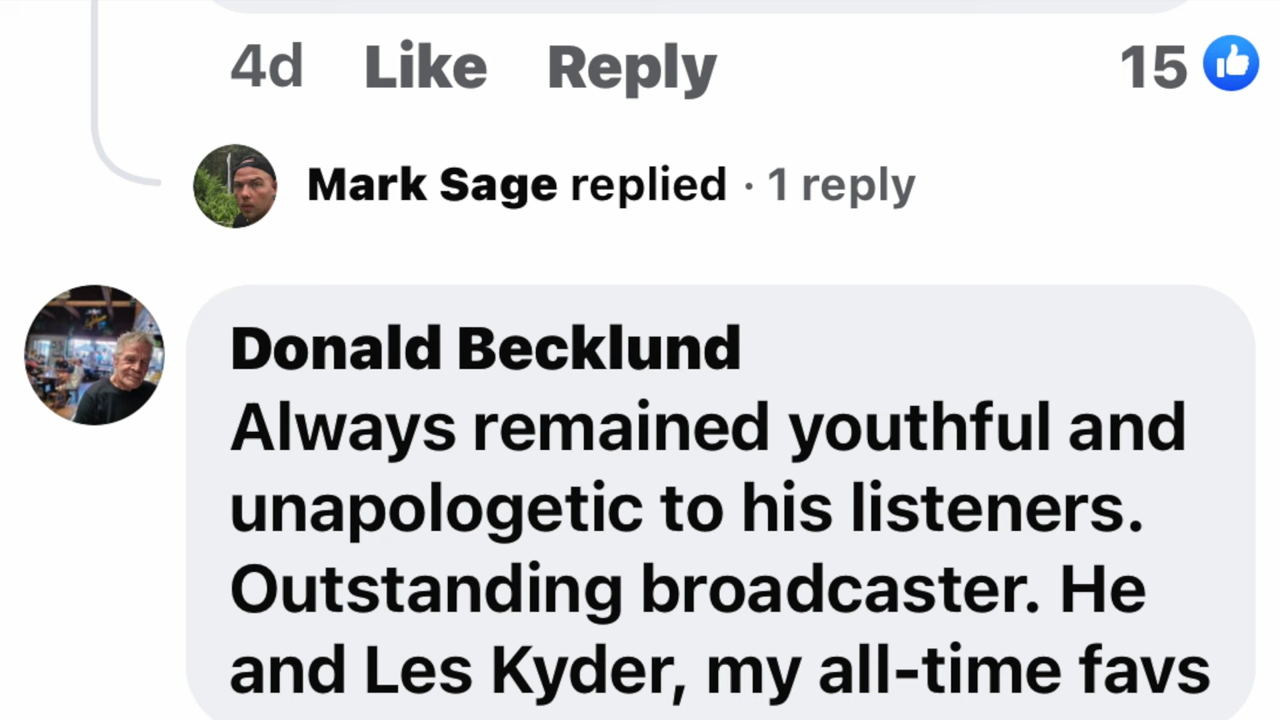 4d Like Reply 15
Mark Sage replied · 1 reply
Donald Becklund
Always remained youthful and
unapologetic to his listeners.
Outstanding broadcaster. He
and Les Kyder, my all-time favs